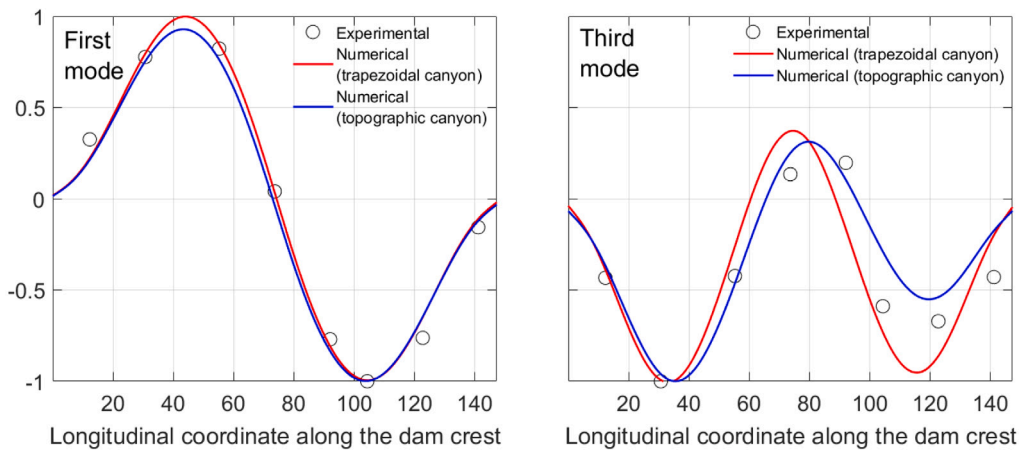 First
mode
Experimental
Numerical
(trapezoidal canyon)
Numerical
(topographic canyon)
1
0.5
0
-0.5
-1
20 40 60 80 100 120 140
Longitudinal coordinate along the dam crest
Third
mode
Experimental
Numerical (trapezoidal canyon)
Numerical (topographic canyon)
20 40 60 80 100 120 140
Longitudinal coordinate along the dam crest